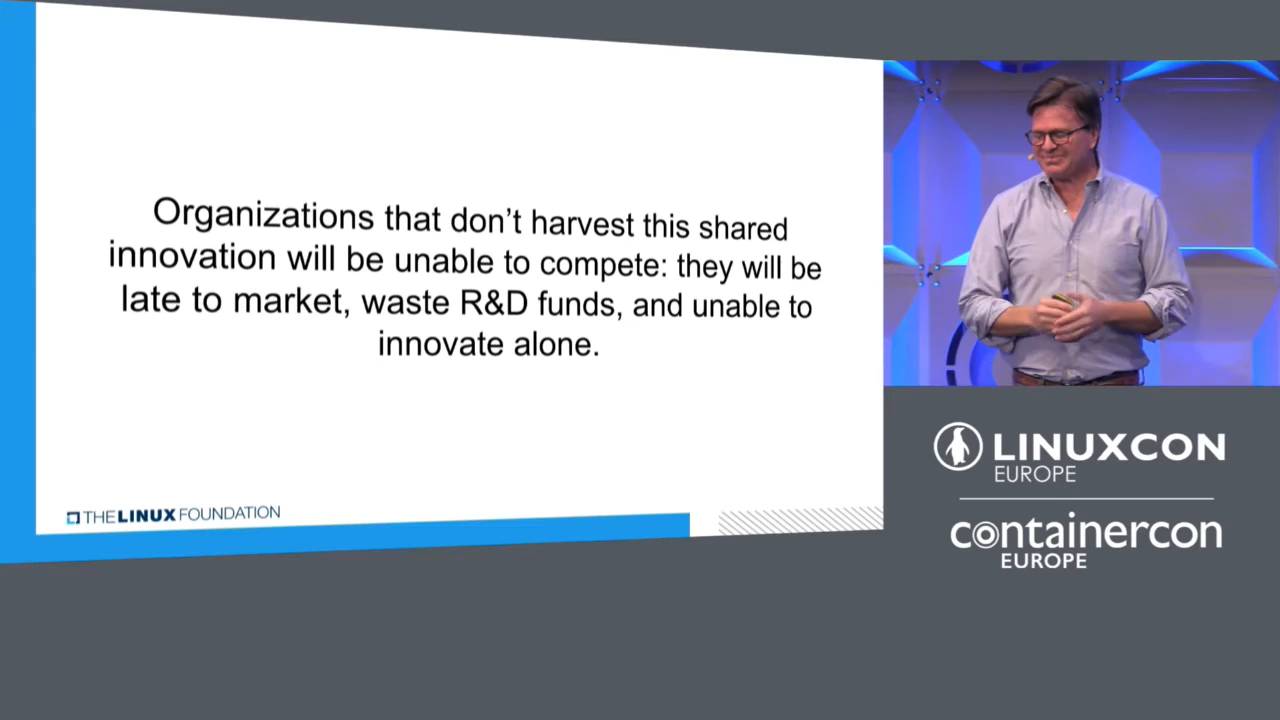 Organizations that don’t harvest this shared
innovation will be unable to compete: they will be
late to market, waste R&D funds, and unable to
innovate alone.
THE LINUX FOUNDATION
LINUXCON
EUROPE
containercon
EUROPE